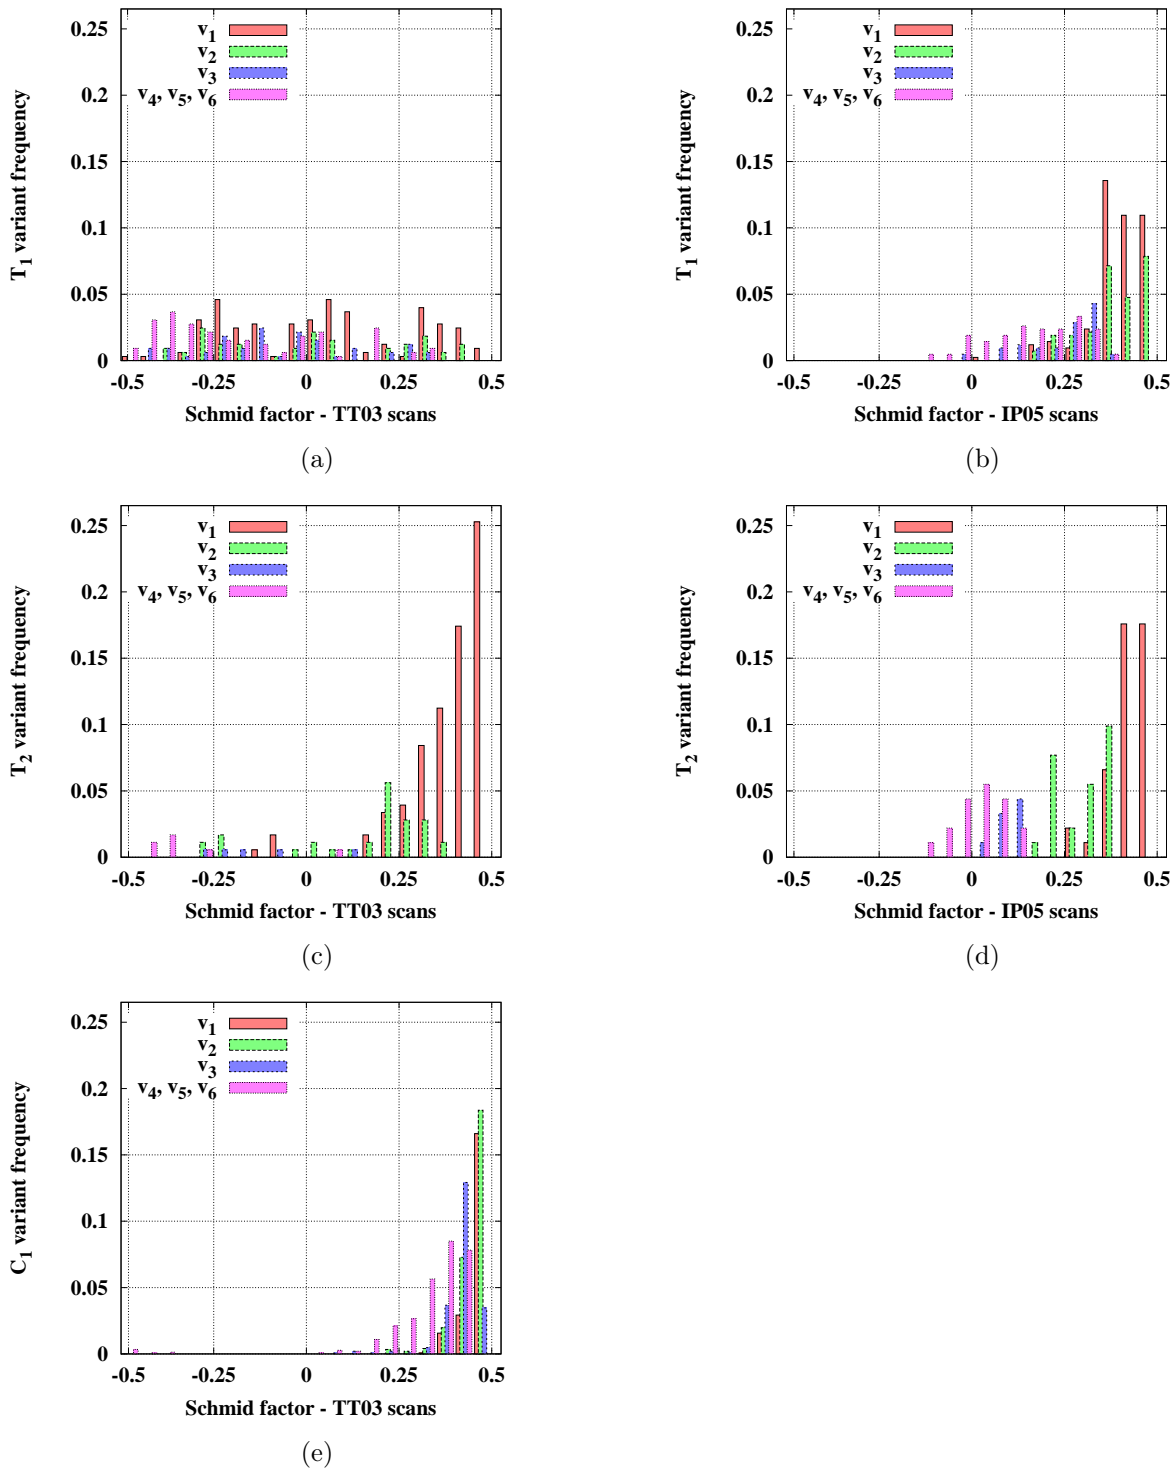 0.25
0.2
0.15
0.1
0.05
0
-0.5 -0.25 0 0.25 0.5
T1 variant frequency
Schmid factor - TT03 scans
v1
v2
v3
v4, v5, v6
(a)
0.25
0.2
0.15
0.1
0.05
0
-0.5 -0.25 0 0.25 0.5
T1 variant frequency
Schmid factor - IP05 scans
v1
v2
v3
v4, v5, v6
(b)
0.25
0.2
0.15
0.1
0.05
0
-0.5 -0.25 0 0.25 0.5
T2 variant frequency
Schmid factor - TT03 scans
v1
v2
v3
v4, v5, v6
(c)
0.25
0.2
0.15
0.1
0.05
0
-0.5 -0.25 0 0.25 0.5
T2 variant frequency
Schmid factor - IP05 scans
v1
v2
v3
v4, v5, v6
(d)
0.25
0.2
0.15
0.1
0.05
0
-0.5 -0.25 0 0.25 0.5
C1 variant frequency
Schmid factor - TT03 scans
v1
v2
v3
v4, v5, v6
(e)